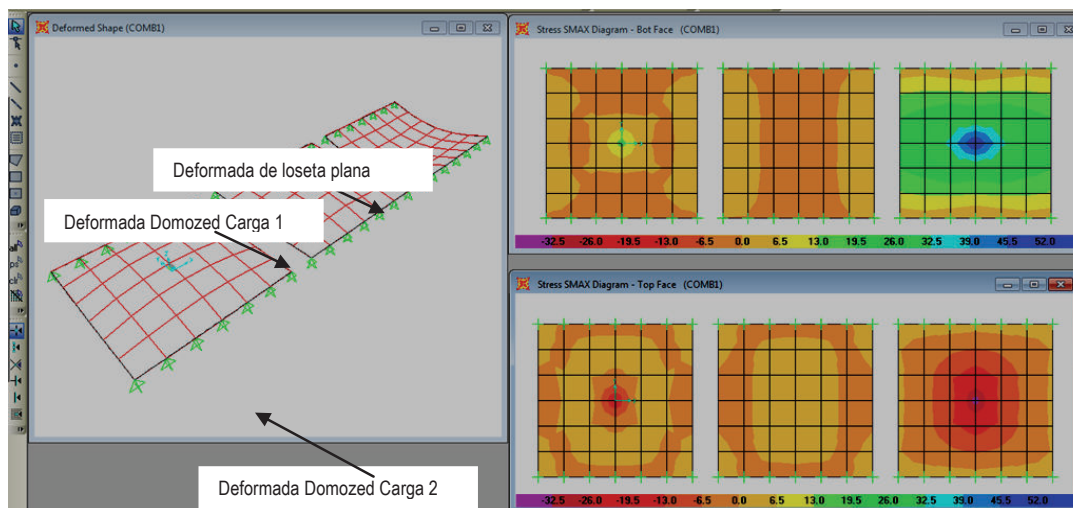 Deformed Shape (COMB1)
Deformada de loseta plana
Deformada Domozed Carga 1
Deformada Domozed Carga 2
Stress SMAX Diagram - Bot Face (COMB1)
-32.5 -26.0 -19.5 -13.0 -6.5 0.0 6.5 13.0 19.5 26.0 32.5 39.0 45.5 52.0
Stress SMAX Diagram - Top Face (COMB1)
-32.5 -26.0 -19.5 -13.0 -6.5 0.0 6.5 13.0 19.5 26.0 32.5 39.0 45.5 52.0
all